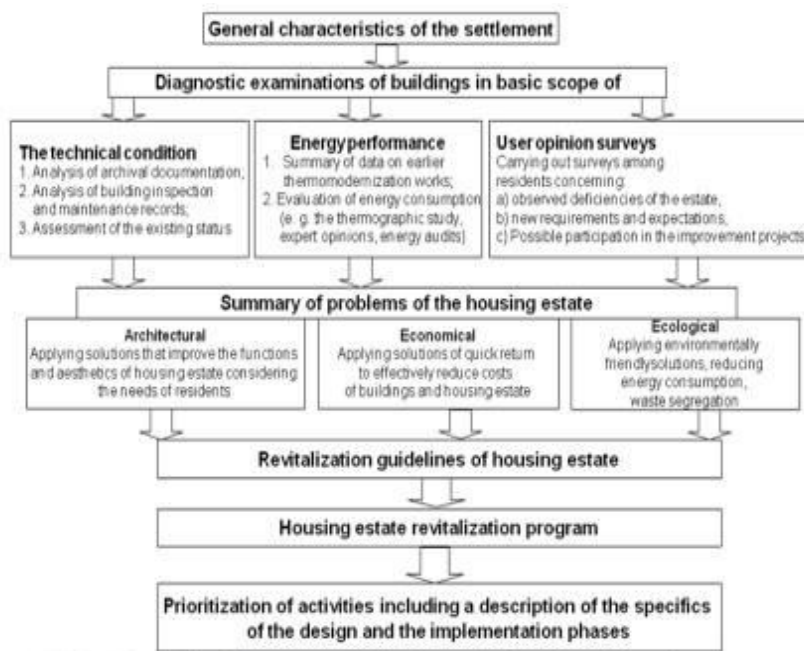 General characteristics of the settlement
Diagnostic examinations of buildings in basic scope of
The technical condition
1. Analysis of archival documentation;
2. Analysis of building inspection
and maintenance records;
3. Assessment of the existing status
Energy performance
1. Summary of data on earlier
thermomodernization works;
2. Evaluation of energy consumption
(e. g. the thermographic study,
expert opinions, energy audits)
User opinion surveys
Carrying out surveys among
residents concerning:
a) observed deficiencies of the estate,
b) new requirements and expectations,
c) Possible participation in the improvement projects
Summary of problems of the housing estate
Architectural
Applying solutions that improve the functions
and aesthetics of housing estate considering
the needs of residents
Economical
Applying solutions of quick return
to effectively reduce costs
of buildings and housing estate
Ecological
Applying environmentally
friendlysolutions, reducing
energy consumption,
waste segregation
Revitalization guidelines of housing estate
Housing estate revitalization program
Prioritization of activities including a description of the specifics
of the design and the implementation phases